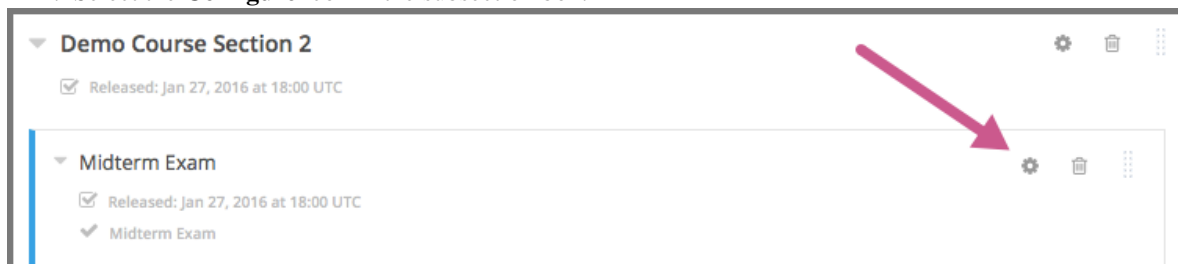 Demo Course Section 2
Released: Jan 27, 2016 at 18:00 UTC
Midterm Exam
Released: Jan 27, 2016 at 18:00 UTC
Midterm Exam